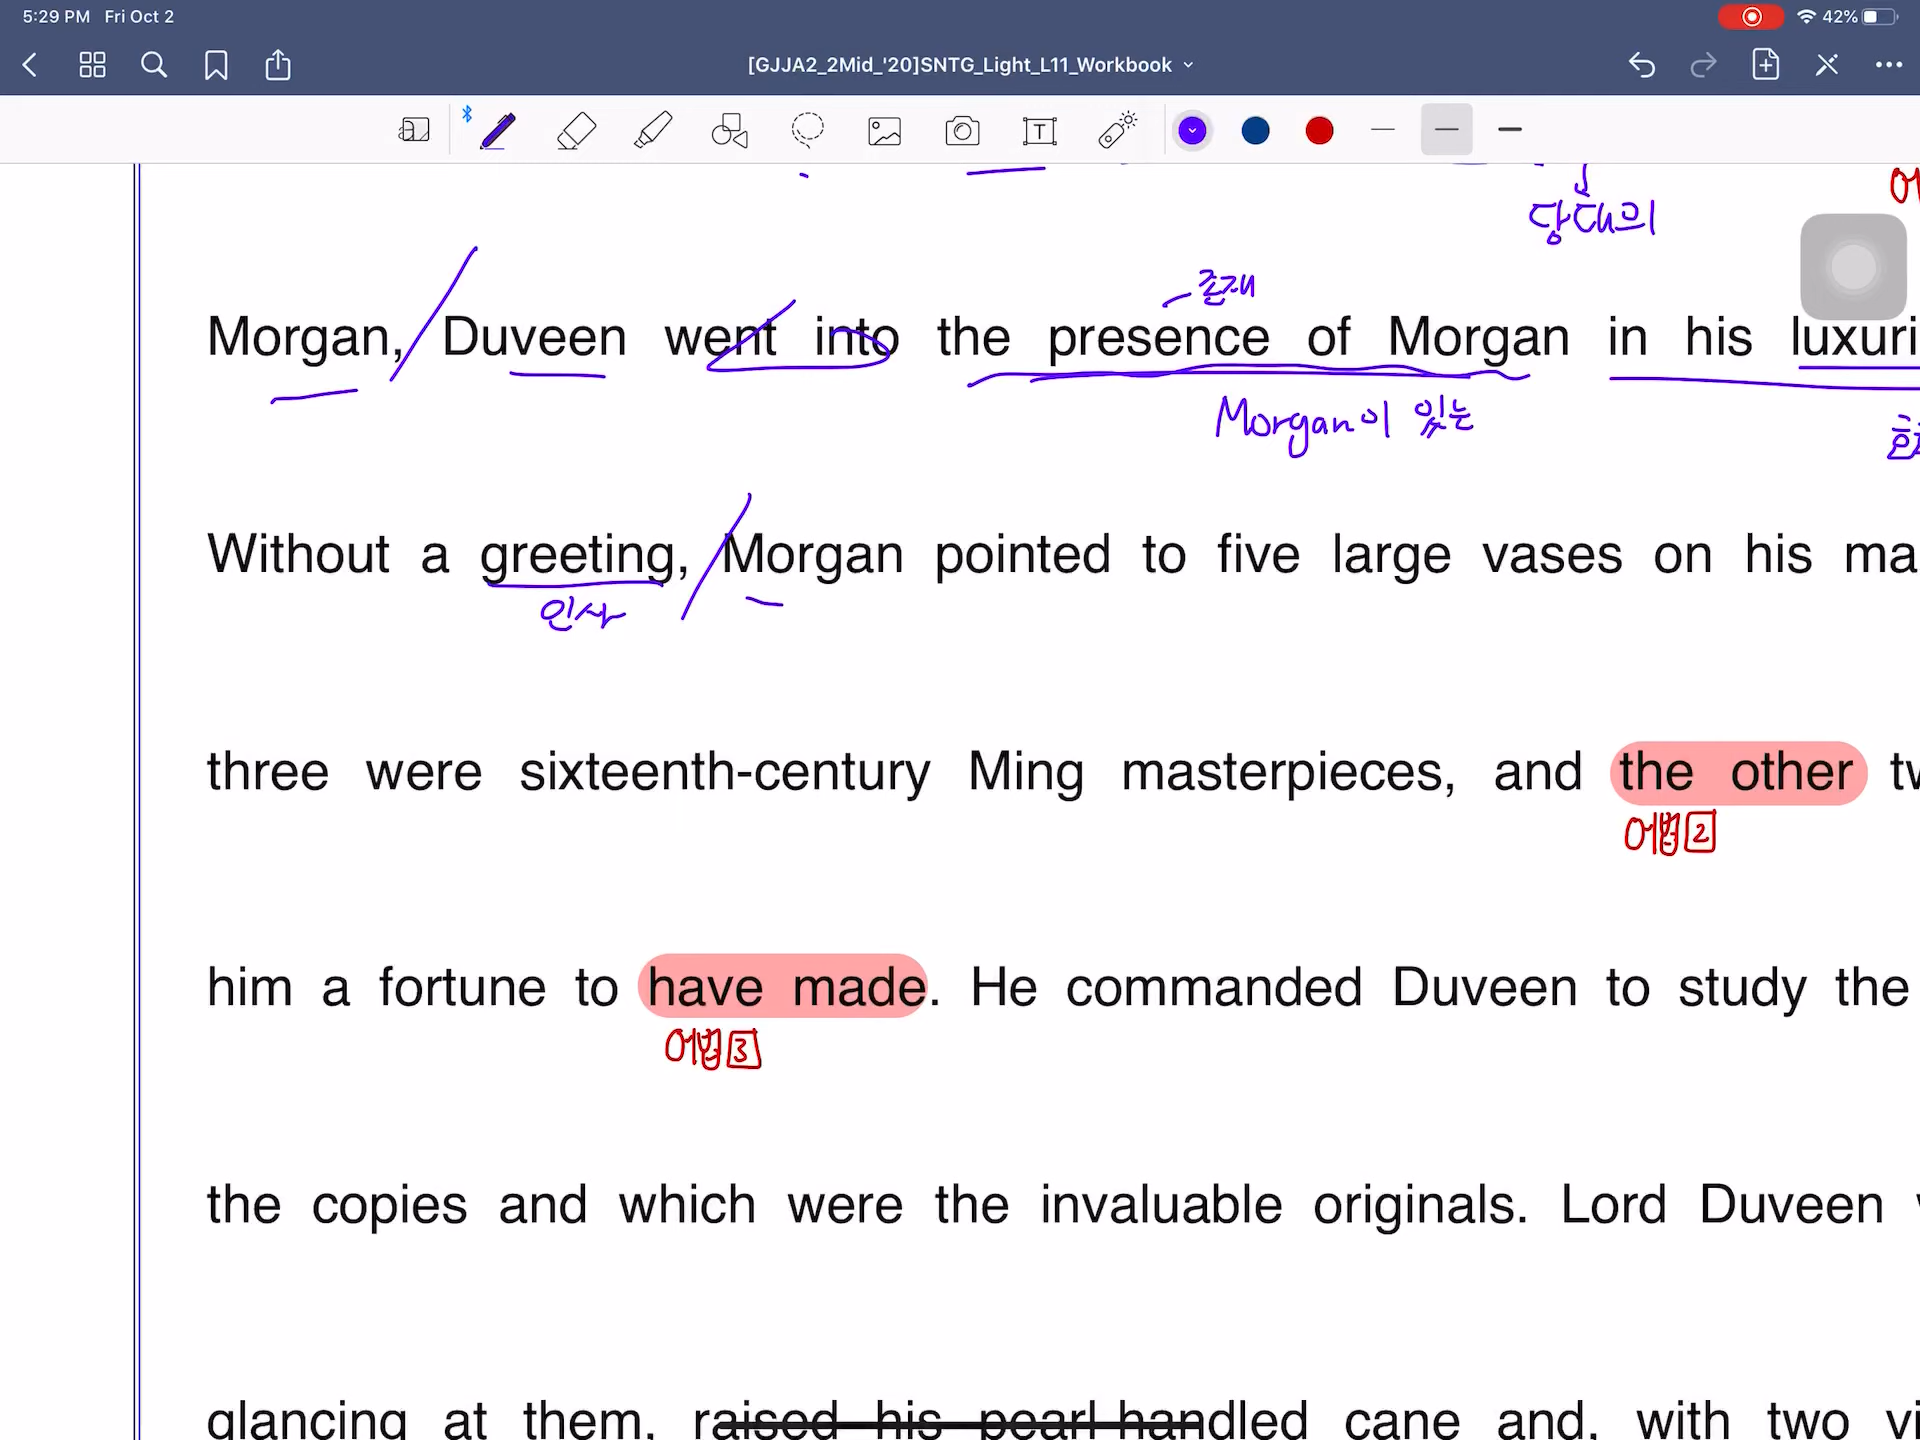 5:29 PM Fri Oct 2 42%
[GJJA2_2Mid_'20]SNTG_Light_L11_Workbook
당대의
존재
Morgan, Duveen went into the presence of Morgan in his luxuri
Morgan이 있는
Without a greeting, Morgan pointed to five large vases on his ma
인사
three were sixteenth-century Ming masterpieces, and the other tw
어법 2
him a fortune to have made. He commanded Duveen to study the
어법 3
the copies and which were the invaluable originals. Lord Duveen
glancing at them, raised his pearl-handled cane and, with two vi